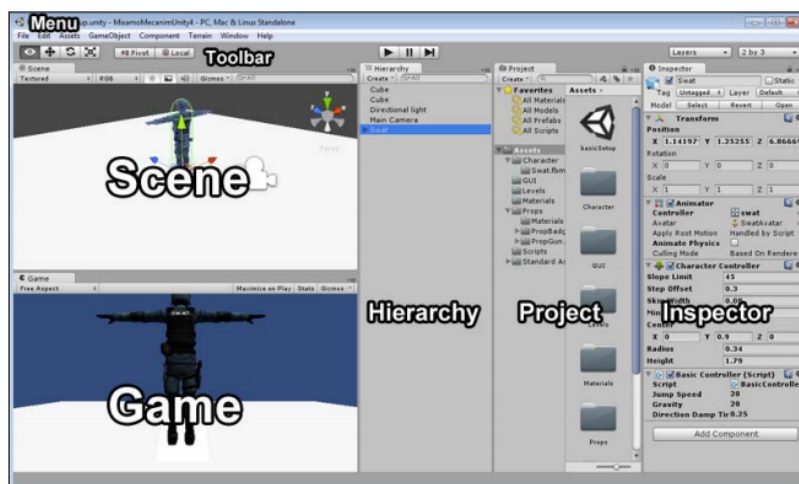 Menu
up.unity - MixamoMecanimUnity4 - PC, Mac & Linux Standalone
File Edit Assets GameObject Component Terrain Window Help
Pivot Local
Toolbar
Layers
2 by 3
Scene
Textured RGB Gizmos All
y
x
z
Persp
Scene
Game
Free Aspect Maximize on Play Stats Gizmos
SWAT
Game
Hierarchy
Create All
Cube
Cube
Directional light
Main Camera
Swat
Hierarchy
Project
Create
Favorites
All Materials
All Models
All Prefabs
All Scripts
Assets
Character
Swat.fbm
GUI
Levels
Materials
Props
Materials
PropBadg
PropGun.
Scripts
Standard As
Assets
basicSetup
Character
GUI
Levels
Materials
Props
Project
Inspector
Swat Static
Tag Untagged Layer Default
Model Select Revert Open
Transform
Position
X 1.14197 Y 1.25255 Z 6.86669
Rotation
X 0 Y 0 Z 0
Scale
X 1 Y 1 Z 1
Animator
Controller swat
Avatar SwatAvatar
Apply Root Motion Handled by Script
Animate Physics
Culling Mode Based On Rendere
Character Controller
Slope Limit 45
Step Offset 0.3
Skin Width 0.08
Min
Center
X 0 Y 0.9 Z 0
Radius 0.34
Height 1.79
Inspector
Basic Controller (Script)
Script BasicController
Jump Speed 20
Gravity 20
Direction Damp Tir 0.25
Add Component